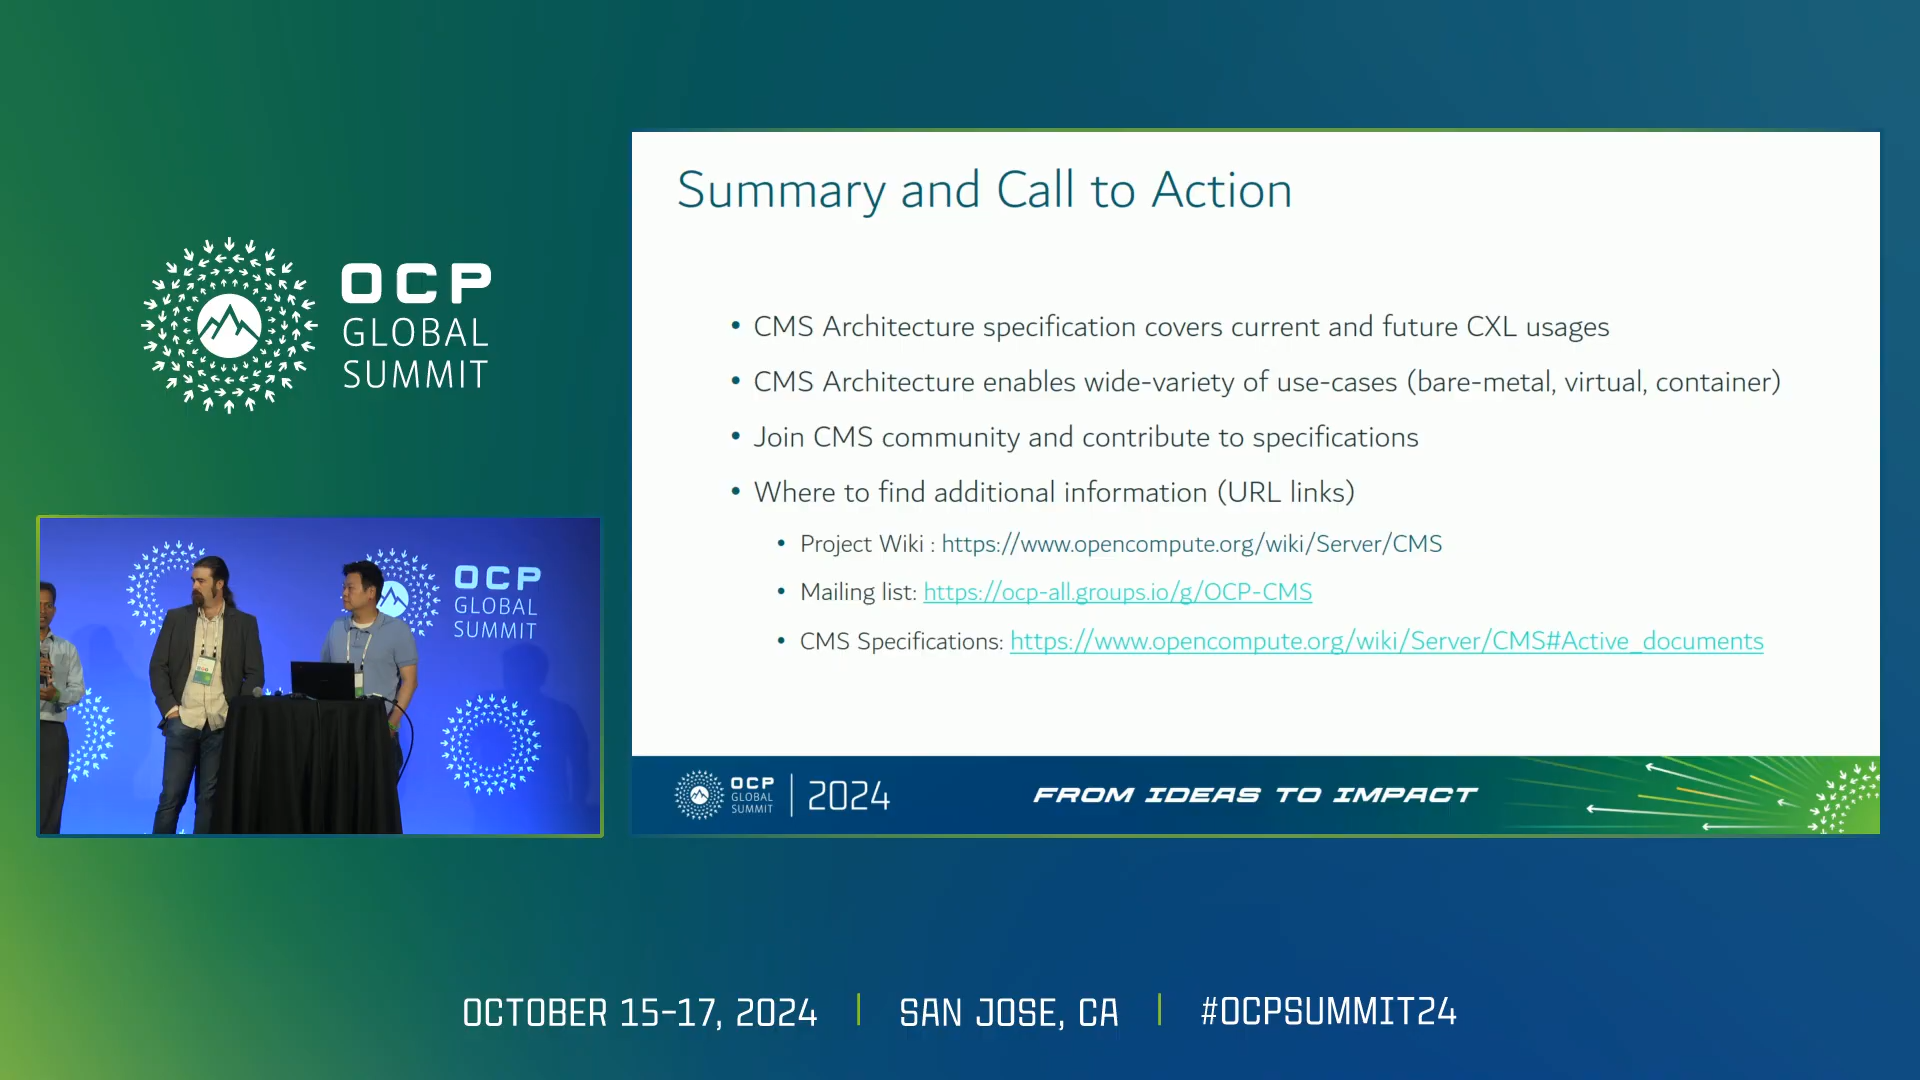 OCP
GLOBAL
SUMMIT
Summary and Call to Action
• CMS Architecture specification covers current and future CXL usages
• CMS Architecture enables wide-variety of use-cases (bare-metal, virtual, container)
• Join CMS community and contribute to specifications
• Where to find additional information (URL links)
• Project Wiki : https://www.opencompute.org/wiki/Server/CMS
• Mailing list: https://ocp-all.groups.io/g/OCP-CMS
• CMS Specifications: https://www.opencompute.org/wiki/Server/CMS#Active_documents
OCP
GLOBAL
SUMMIT
2024
FROM IDEAS TO IMPACT
OCP
GLOBAL
SUMMIT
OCTOBER 15-17, 2024 | SAN JOSE, CA | #OCPSUMMIT24